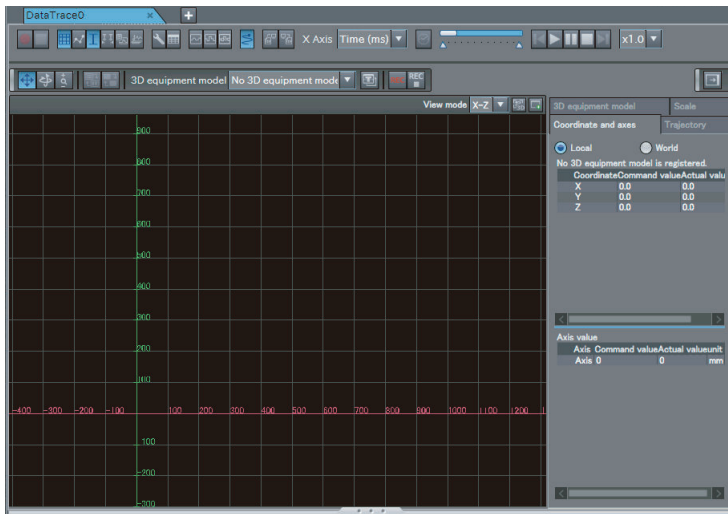 DataTrace0 × +
X Axis Time (ms) x1.0
3D equipment model No 3D equipment mode REC
View mode X-Z
3D equipment model Scale
Coordinate and axes Trajectory
Local World
No 3D equipment model is registered.
Coordinate Command value Actual valu
X 0.0 0.0
Y 0.0 0.0
Z 0.0 0.0
Axis value
Axis Command value Actual value unit
Axis 0 0 mm
900
800
700
600
500
400
300
200
100
-400 -300 -200 -100 100 200 300 400 500 600 700 800 900 1000 1100 1200 1
-100
-200
-300